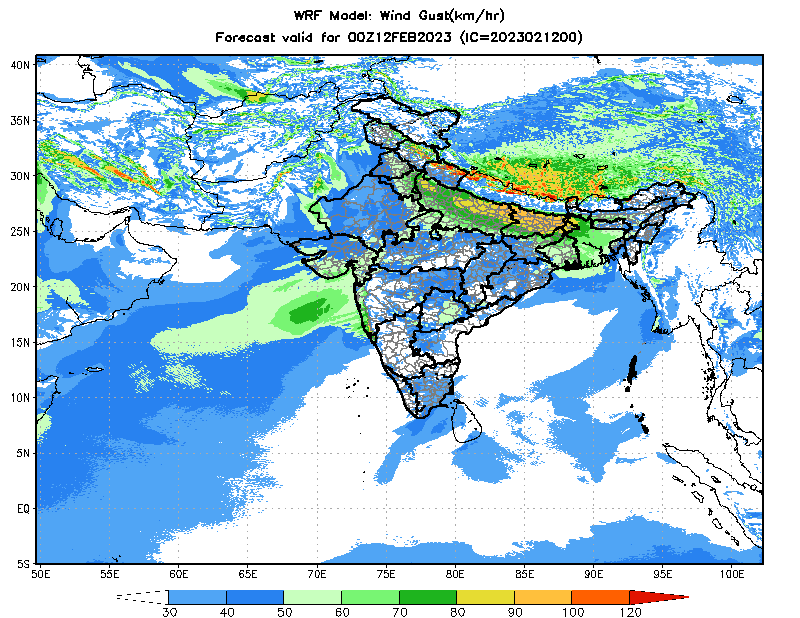 WRF Model: Wind Gust(km/hr)
Forecast valid for 00Z12FEB2023 (IC=2023021200)
40N
35N
30N
25N
20N
15N
10N
5N
EQ
5S
50E 55E 60E 65E 70E 75E 80E 85E 90E 95E 100E
30 40 50 60 70 80 90 100 120